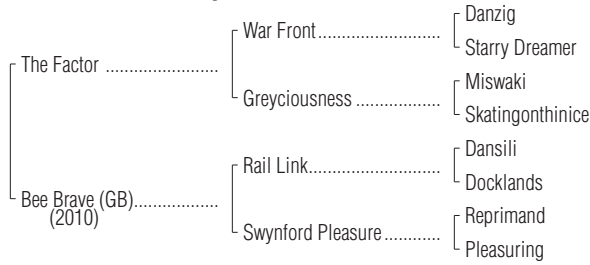 Danzig
War Front........................
Starry Dreamer
The Factor ......................
Miswaki
Greyciousness ................
Skatingonthinice
Dansili
Rail Link.........................
Docklands
Bee Brave (GB)................
(2010)
Reprimand
Swynford Pleasure...........
Pleasuring